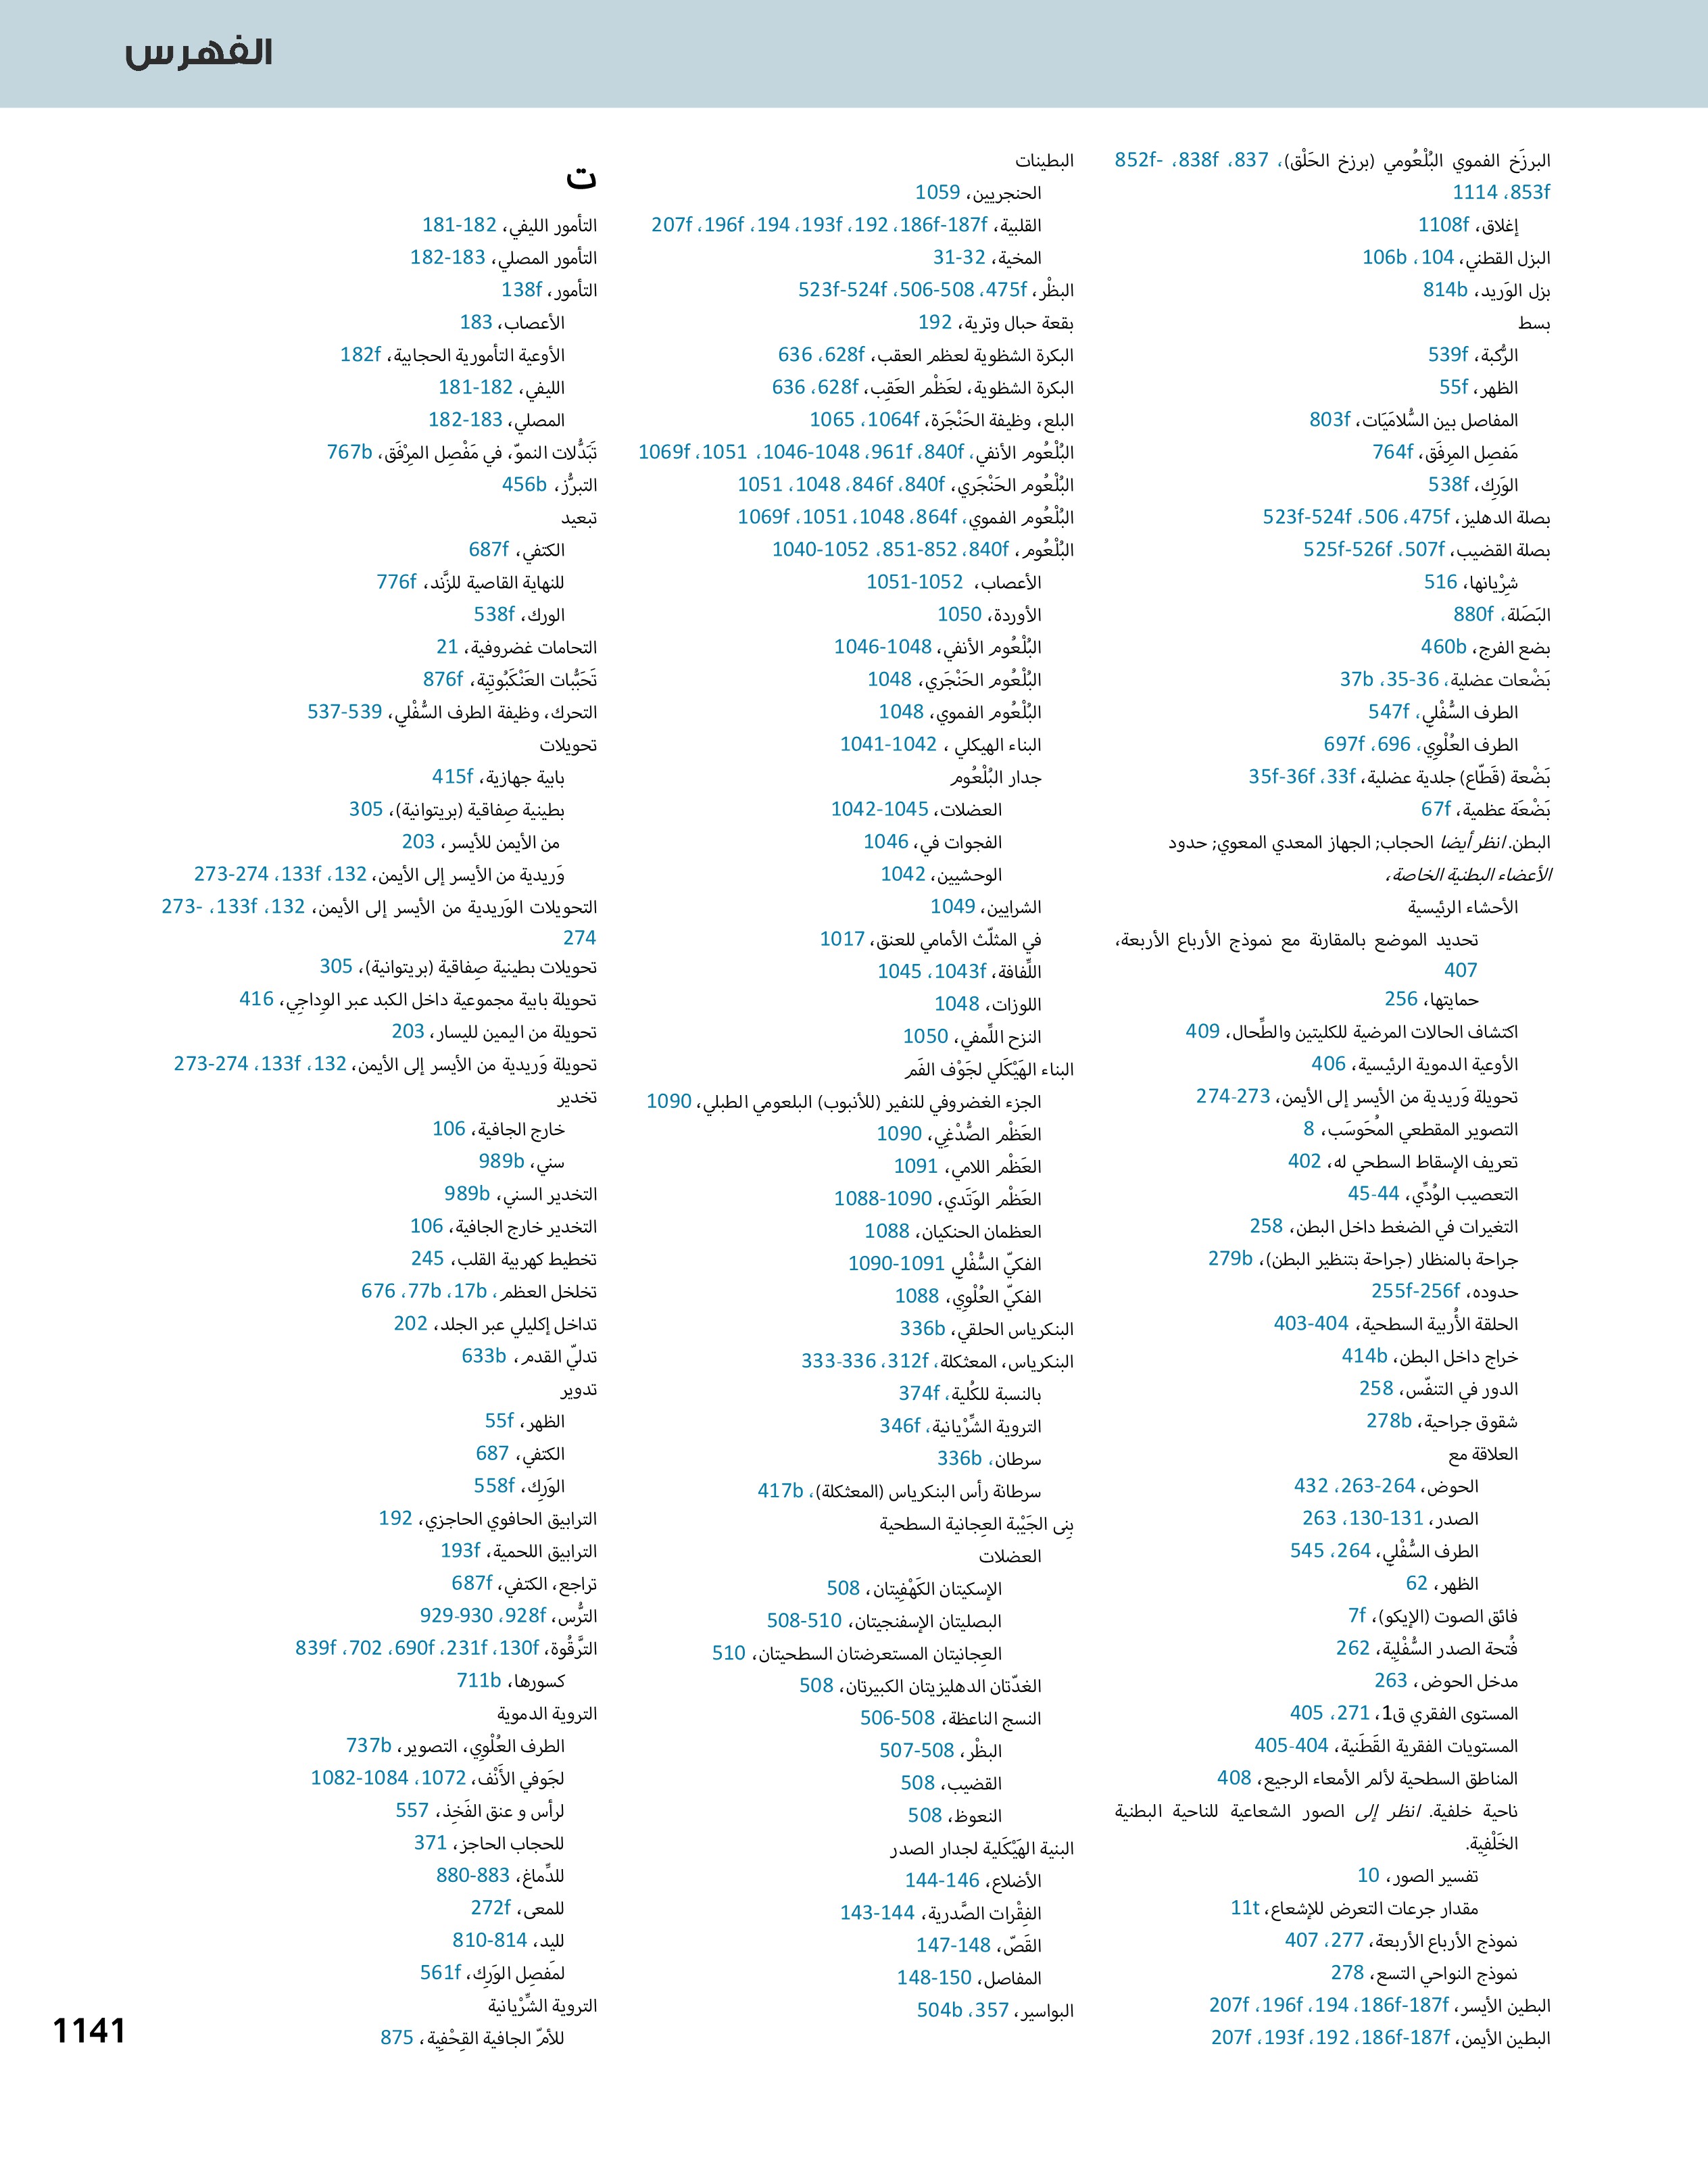 الفهرس
البرزَخ الفموي البُلْعُومي (برزخ الحَلْق)، 837، 838f، 852f-
853f، 1114
إغلاق، 1108f
البزل القطني، 104، 106b
بزل الوَريد، 814b
بسط
الرُّكبة، 539f
الظهر، 55f
المفاصل بين السُّلامَيَات، 803f
مَفصِل المِرفَق، 764f
الوَرِك، 538f
بصلة الدهليز، 475f، 506، 523f-524f
بصلة القضيب، 507f، 525f-526f
شِرْيانها، 516
البَصَلة، 880f
بضع الفرج، 460b
بَضْعات عضلية، 35-36، 37b
الطرف السُّفْلي، 547f
الطرف العُلْوِي، 696، 697f
بَضْعة (قَطّاع) جلدية عضلية، 33f، 35f-36f
بَضْعَة عظمية، 67f
البطن. انظر أيضا الحجاب; الجهاز المعدي المعوي; حدود
الأعضاء البطنية الخاصة،
الأحشاء الرئيسية
تحديد الموضع بالمقارنة مع نموذج الأرباع الأربعة،
407
حمايتها، 256
اكتشاف الحالات المرضية للكليتين والطِّحال، 409
الأوعية الدموية الرئيسية، 406
تحويلة وَريدية من الأيسر إلى الأيمن، 273-274
التصوير المقطعي المُحَوسَب، 8
تعريف الإسقاط السطحي له، 402
التعصيب الوُدِّي، 44-45
التغيرات في الضغط داخل البطن، 258
جراحة بالمنظار (جراحة بتنظير البطن)، 279b
حدوده، 255f-256f
الحلقة الأُربية السطحية، 403-404
خراج داخل البطن، 414b
الدور في التنفّس، 258
شقوق جراحية، 278b
العلاقة مع
الحوض، 263-264، 432
الصدر، 130-131، 263
الطرف السُّفْلي، 264، 545
الظهر، 62
فائق الصوت (الإيكو)، 7f
فُتحة الصدر السُّفْلِية، 262
مدخل الحوض، 263
المستوى الفقري ق1، 271، 405
المستويات الفقرية القَطَنية، 404-405
المناطق السطحية لألم الأمعاء الرجيع، 408
ناحية خلفية. انظر إلى الصور الشعاعية للناحية البطنية
الخَلْفِية.
تفسير الصور، 10
مقدار جرعات التعرض للإشعاع، 11t
نموذج الأرباع الأربعة، 277، 407
نموذج النواحي التسع، 278
البطين الأيسر، 186f-187f، 194، 196f، 207f
البطين الأيمن، 186f-187f، 192، 193f، 207f
البطينات
الحنجريين، 1059
القلبية، 186f-187f، 192، 193f، 194، 196f، 207f
المخية، 31-32
البظْر، 475f، 506-508، 523f-524f
بقعة حبال وترية، 192
البكرة الشظوية لعظم العقب، 628f، 636
البكرة الشظوية، لعَظْم العَقِب، 628f، 636
البلع، وظيفة الحَنْجَرة، 1064f، 1065
البُلْعُوم الأنفي، 840f، 961f، 1046-1048، 1051، 1069f
البُلْعُوم الحَنْجَري، 840f، 846f، 1048، 1051
البُلْعُوم الفموي، 864f، 1048، 1051، 1069f
البُلْعُوم، 840f، 851-852، 1040-1052
الأعصاب، 1051-1052
الأوردة، 1050
البُلْعُوم الأنفي، 1046-1048
البُلْعُوم الحَنْجَري، 1048
البُلْعُوم الفموي، 1048
البناء الهيكلي ، 1041-1042
جدار البُلْعُوم
العضلات، 1042-1045
الفجوات في، 1046
الوحشيين، 1042
الشرايين، 1049
في المثلّث الأمامي للعنق، 1017
اللِّفافة، 1043f، 1045
اللوزات، 1048
النزح اللِّمفي، 1050
البناء الهَيْكَلي لجَوْف الفَم
الجزء الغضروفي للنفير (للأنبوب) البلعومي الطبلي، 1090
العَظْم الصُّدْغِي، 1090
العَظْم اللامي، 1091
العَظْم الوَتَدي، 1088-1090
العظمان الحنكيان، 1088
الفكيّ السُّفْلِي 1090-1091
الفكيّ العُلْوِي، 1088
البنكرياس الحلقي، 336b
البنكرياس، المعثكلة، 312f، 333-336
بالنسبة للكُلية، 374f
التروية الشِّرْيانية، 346f
سرطان، 336b
سرطانة رأس البنكرياس (المعثكلة)، 417b
بِنى الجَيْبة العِجانية السطحية
العضلات
الإسكيتان الكَهْفِيتان، 508
البصليتان الإسفنجيتان، 508-510
العِجانيتان المستعرضتان السطحيتان، 510
الغدّتان الدهليزيتان الكبيرتان، 508
النسج الناعظة، 506-508
البظْر، 507-508
القضيب، 508
النعوظ، 508
البنية الهَيْكَلية لجدار الصدر
الأضلاع، 144-146
الفِقْرات الصَّدرية، 143-144
القَصّ، 147-148
المفاصل، 148-150
البواسير، 357، 504b
ت
التأمور الليفي، 181-182
التأمور المصلي، 182-183
التأمور، 138f
الأعصاب، 183
الأوعية التأمورية الحجابية، 182f
الليفي، 181-182
المصلي، 182-183
تَبَدُّلات النموّ، في مَفْصِل المِرْفَق، 767b
التبرُّز، 456b
تبعيد
الكتفي، 687f
للنهاية القاصية للزَّند، 776f
الورك، 538f
التحامات غضروفية، 21
تَحَبُّبات العَنْكَبُوتِية، 876f
التحرك، وظيفة الطرف السُّفْلِي، 537-539
تحويلات
بابية جهازية، 415f
بطينية صِفاقية (بريتوانية)، 305
من الأيمن للأيسر، 203
وَريدية من الأيسر إلى الأيمن، 132، 133f، 273-274
التحويلات الوَريدية من الأيسر إلى الأيمن، 132، 133f، 273-
274
تحويلات بطينية صِفاقية (بريتوانية)، 305
تحويلة بابية مجموعية داخل الكبد عبر الوِداجِي، 416
تحويلة من اليمين لليسار، 203
تحويلة وَريدية من الأيسر إلى الأيمن، 132، 133f، 273-274
تخدير
خارج الجافية، 106
سني، 989b
التخدير السني، 989b
التخدير خارج الجافية، 106
تخطيط كهربية القلب، 245
تخلخل العظم، 17b، 77b، 676
تداخل إكليلي عبر الجلد، 202
تدلّي القدم، 633b
تدوير
الظهر، 55f
الكتفي، 687
الوَرِك، 558f
الترابيق الحافوي الحاجزي، 192
الترابيق اللحمية، 193f
تراجع، الكتفي، 687f
التُّرس، 928f، 929-930
التَّرقُوة، 130f، 231f، 690f، 702، 839f
كسورها، 711b
التروية الدموية
الطرف العُلْوِي، التصوير، 737b
لجَوفي الأَنْف، 1072، 1082-1084
لرأس و عنق الفَخِذ، 557
للحجاب الحاجز، 371
للدِّماغ، 880-883
للمعى، 272f
لليد، 810-814
لمَفصِل الوَرِك، 561f
التروية الشِّرْيانية
للأمّ الجافية القِحْفِية، 875
1141